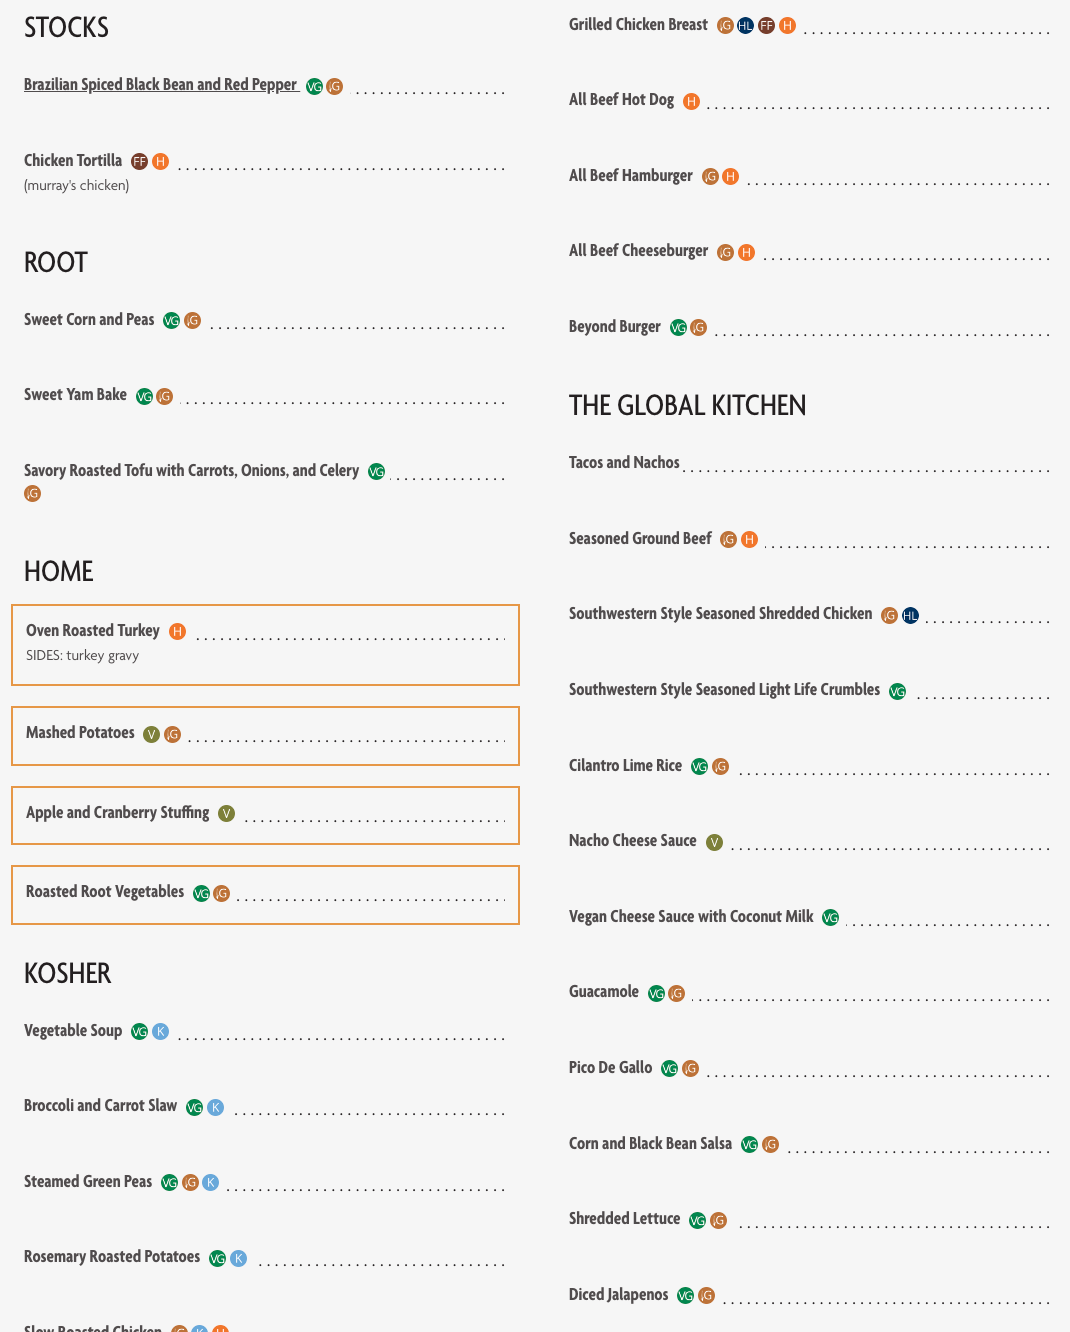 STOCKS
Brazilian Spiced Black Bean and Red Pepper VG G
Chicken Tortilla FF H
(murray's chicken)
ROOT
Sweet Corn and Peas VG G
Sweet Yam Bake VG G
Savory Roasted Tofu with Carrots, Onions, and Celery VG
G
HOME
Oven Roasted Turkey H
SIDES: turkey gravy
Mashed Potatoes V G
Apple and Cranberry Stuffing V
Roasted Root Vegetables VG G
KOSHER
Vegetable Soup VG K
Broccoli and Carrot Slaw VG K
Steamed Green Peas VG G K
Rosemary Roasted Potatoes VG K
Slow Roasted Chicken G K H
Grilled Chicken Breast G HL FF H
All Beef Hot Dog H
All Beef Hamburger G H
All Beef Cheeseburger G H
Beyond Burger VG G
THE GLOBAL KITCHEN
Tacos and Nachos
Seasoned Ground Beef G H
Southwestern Style Seasoned Shredded Chicken G HL
Southwestern Style Seasoned Light Life Crumbles VG
Cilantro Lime Rice VG G
Nacho Cheese Sauce V
Vegan Cheese Sauce with Coconut Milk VG
Guacamole VG G
Pico De Gallo VG G
Corn and Black Bean Salsa VG G
Shredded Lettuce VG G
Diced Jalapenos VG G